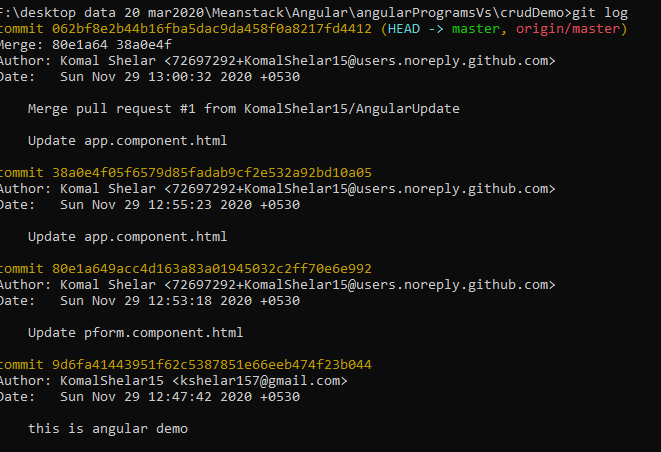 F:\desktop data 20 mar2020\Meanstack\Angular\angularProgramsVs\crudDemo>git log
commit 062bf8e2b44b16fba5dac9da458f0a8217fd4412 (HEAD -> master, origin/master)
Merge: 80e1a64 38a0e4f
Author: Komal Shelar <72697292+KomalShelar15@users.noreply.github.com>
Date:   Sun Nov 29 13:00:32 2020 +0530
Merge pull request #1 from KomalShelar15/AngularUpdate
Update app.component.html
commit 38a0e4f05f6579d85fadab9cf2e532a92bd10a05
Author: Komal Shelar <72697292+KomalShelar15@users.noreply.github.com>
Date:   Sun Nov 29 12:55:23 2020 +0530
Update app.component.html
commit 80e1a649acc4d163a83a01945032c2ff70e6e992
Author: Komal Shelar <72697292+KomalShelar15@users.noreply.github.com>
Date:   Sun Nov 29 12:53:18 2020 +0530
Update pform.component.html
commit 9d6fa41443951f62c5387851e66eeb474f23b044
Author: KomalShelar15 <kshelar157@gmail.com>
Date:   Sun Nov 29 12:47:42 2020 +0530
this is angular demo